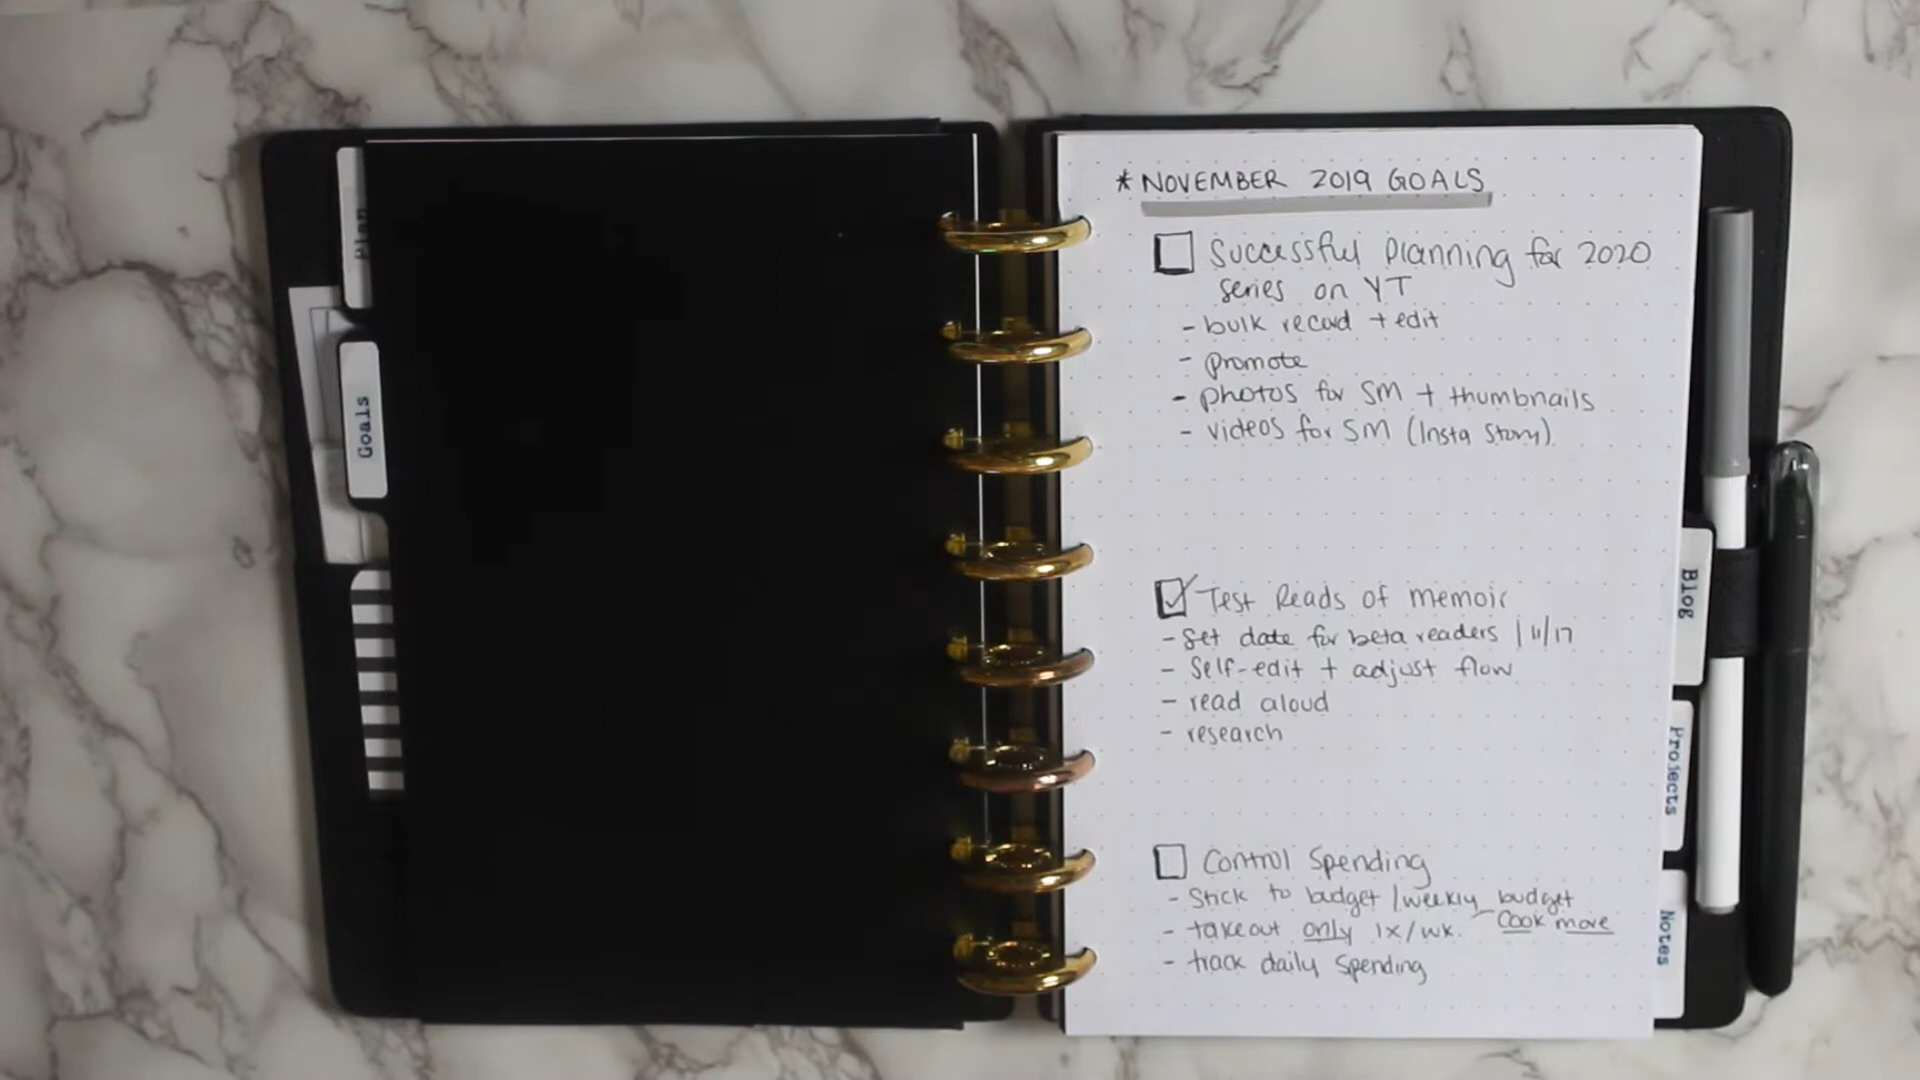 Plan
Goals
* NOVEMBER 2019 GOALS
Successful planning for 2020
series on YT
- bulk record + edit
- promote
- photos for SM + thumbnails
- videos for SM (Insta Story)
Test Reads of memoir
- set date for beta readers | 11/17
- Self-edit + adjust flow
- read aloud
- research
Control Spending
- Stick to budget / weekly budget
- takeout only 1x/wk. - Cook more
- track daily spending
Blog
Projects
Notes